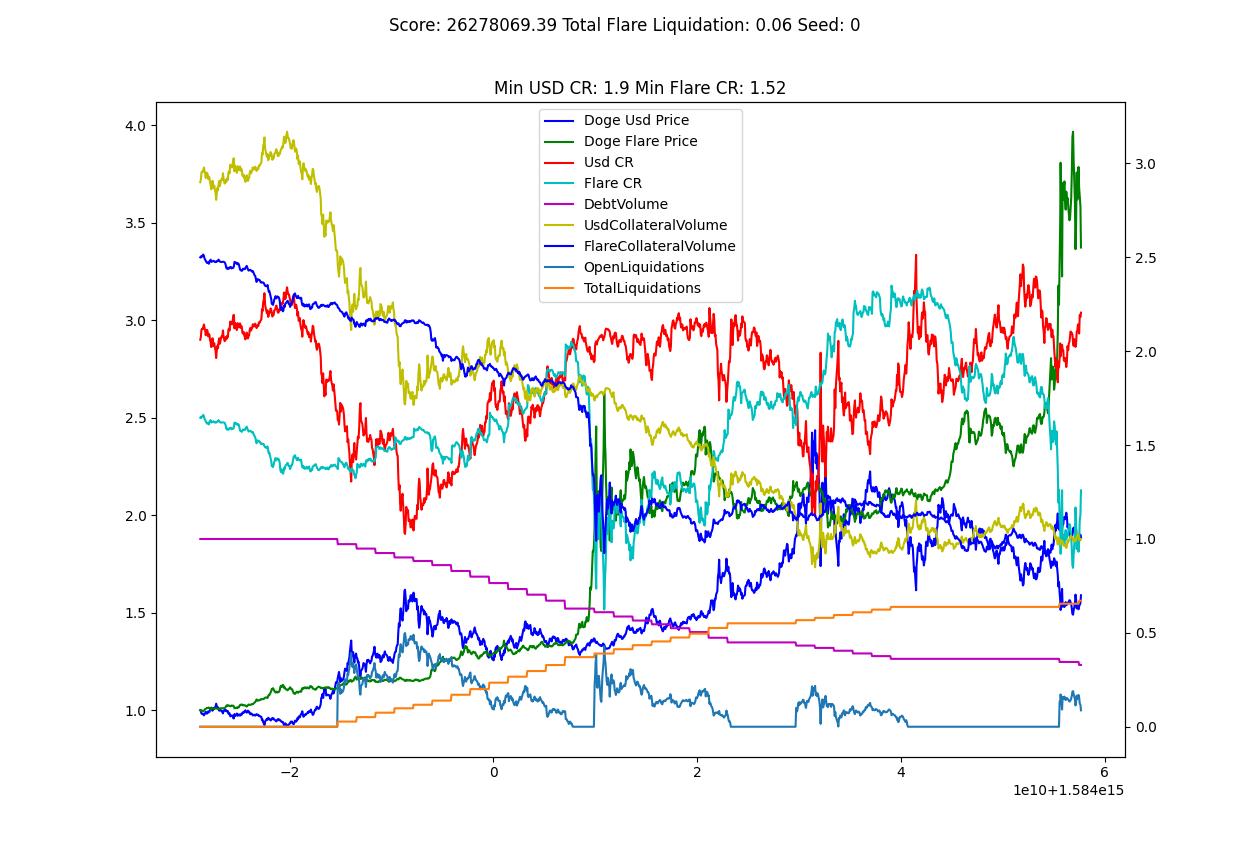 Score: 26278069.39 Total Flare Liquidation: 0.06 Seed: 0
Min USD CR: 1.9 Min Flare CR: 1.52
4.0
3.5
3.0
2.5
2.0
1.5
1.0
Doge Usd Price
Doge Flare Price
Usd CR
Flare CR
DebtVolume
UsdCollateralVolume
FlareCollateralVolume
OpenLiquidations
TotalLiquidations
3.0
2.5
2.0
1.5
1.0
0.5
0.0
−2 0 2 4 6
1e10+1.584e15